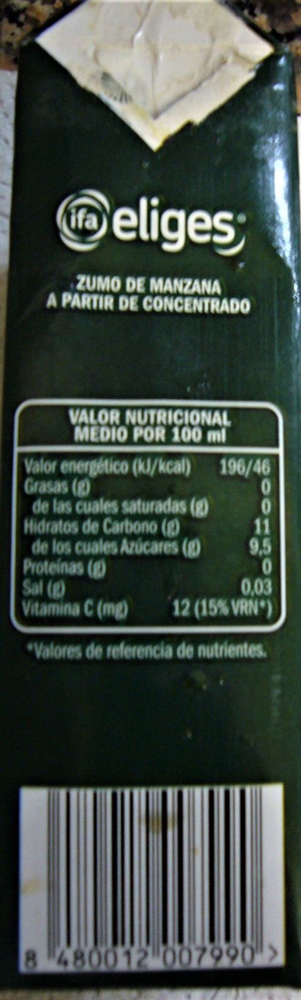 ifa eliges
ZUMO DE MANZANA
A PARTIR DE CONCENTRADO
VALOR NUTRICIONAL
MEDIO POR 100 ml
Valor energético (kJ/kcal) 196/46
Grasas (g) 0
de las cuales saturadas (g) 0
Hidratos de Carbono (g) 11
de los cuales Azúcares (g) 9,5
Proteínas (g) 0
Sal (g) 0,03
Vitamina C (mg) 12 (15% VRN*)
*Valores de referencia de nutrientes.
8 480012 007990 >